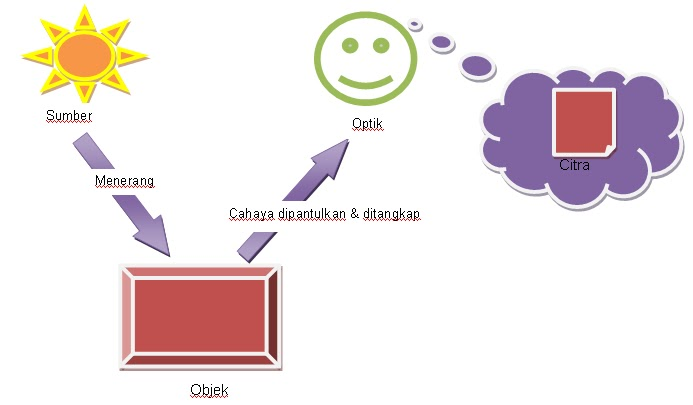 Sumber
Optik
Citra
Menerang
Cahaya dipantulkan & ditangkap
Objek